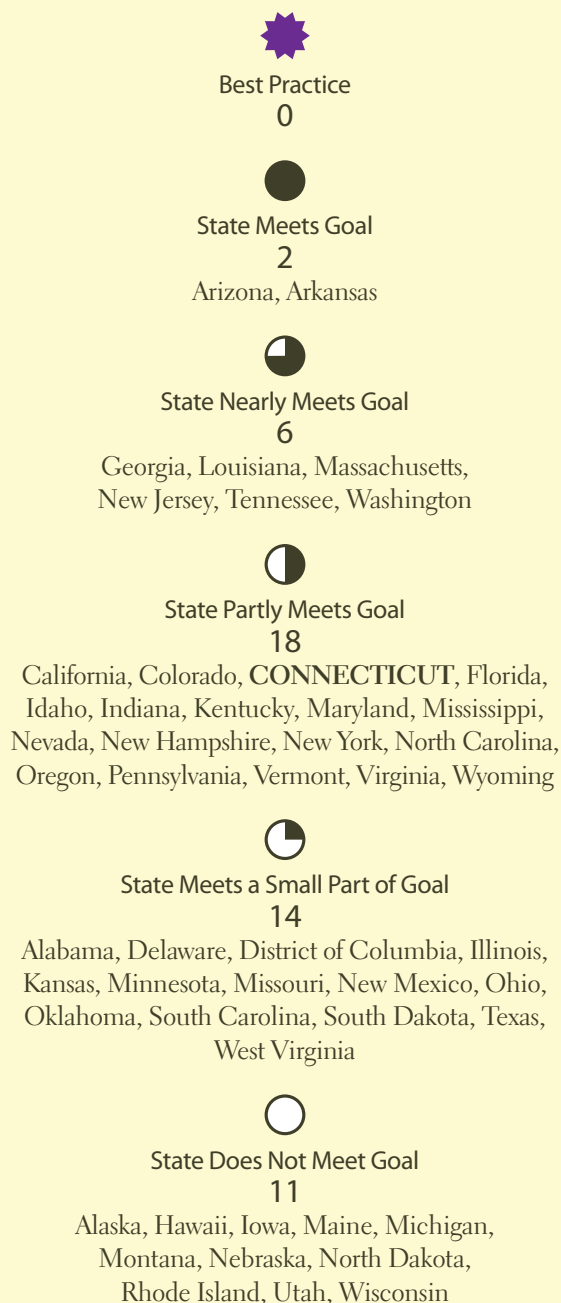 Best Practice
0
State Meets Goal
2
Arizona, Arkansas
State Nearly Meets Goal
6
Georgia, Louisiana, Massachusetts,
New Jersey, Tennessee, Washington
State Partly Meets Goal
18
California, Colorado, CONNECTICUT, Florida,
Idaho, Indiana, Kentucky, Maryland, Mississippi,
Nevada, New Hampshire, New York, North Carolina,
Oregon, Pennsylvania, Vermont, Virginia, Wyoming
State Meets a Small Part of Goal
14
Alabama, Delaware, District of Columbia, Illinois,
Kansas, Minnesota, Missouri, New Mexico, Ohio,
Oklahoma, South Carolina, South Dakota, Texas,
West Virginia
State Does Not Meet Goal
11
Alaska, Hawaii, Iowa, Maine, Michigan,
Montana, Nebraska, North Dakota,
Rhode Island, Utah, Wisconsin